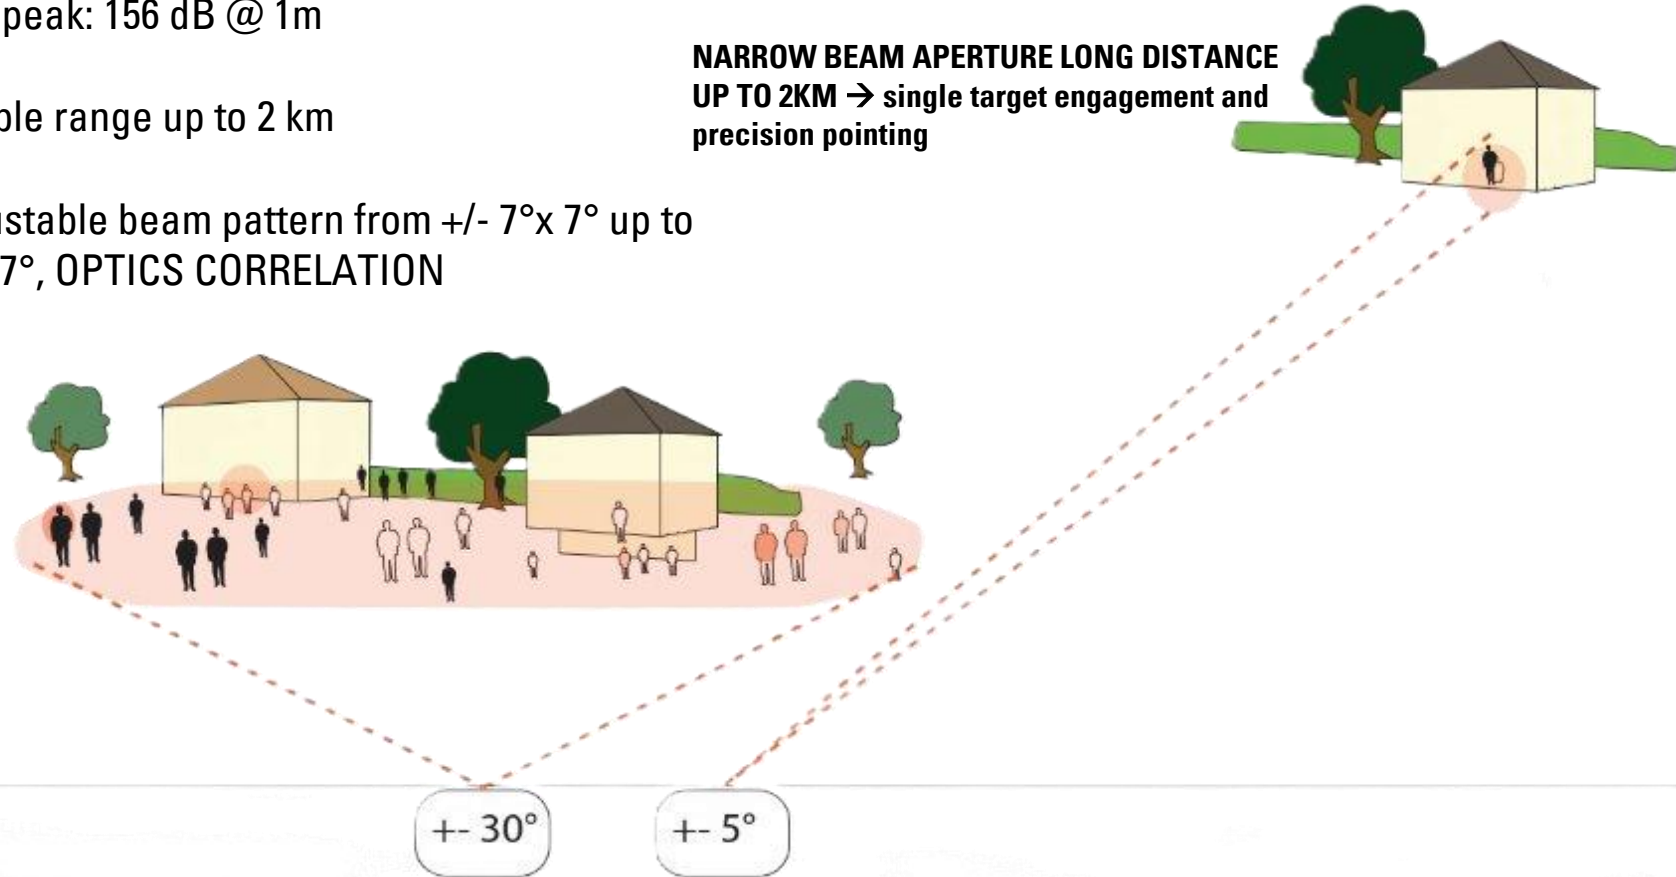 peak: 156 dB @ 1m
NARROW BEAM APERTURE LONG DISTANCE
UP TO 2KM → single target engagement and
precision pointing
ble range up to 2 km
ustable beam pattern from +/- 7°x 7° up to
7°, OPTICS CORRELATION
+- 30°
+- 5°